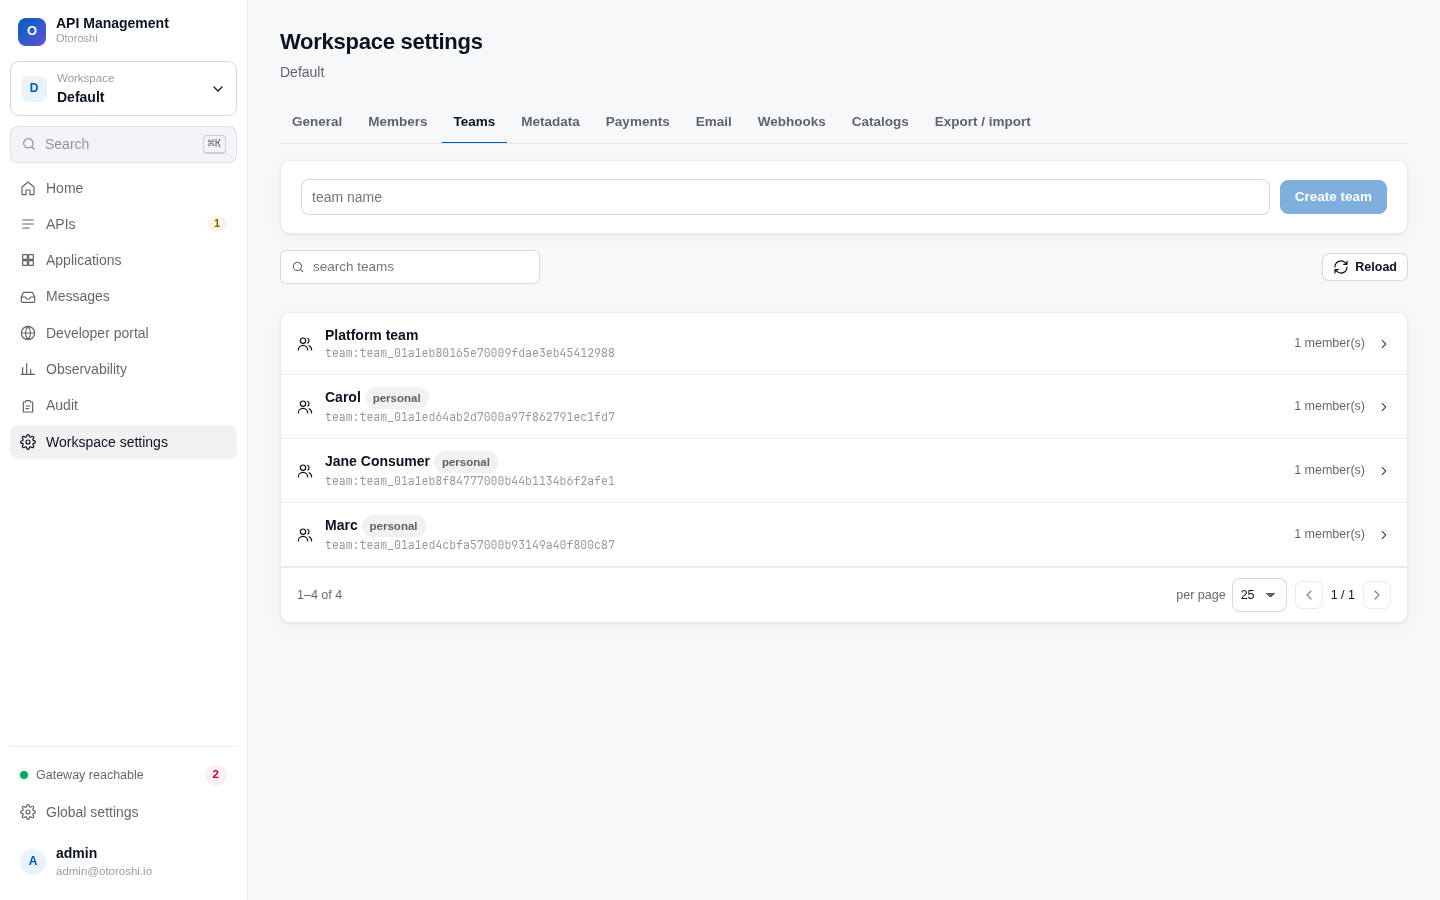 O
API Management
Otoroshi
D
Workspace
Default
Search
⌘K
Home
APIs
1
Applications
Messages
Developer portal
Observability
Audit
Workspace settings
Gateway reachable
2
Global settings
A
admin
admin@otoroshi.io
Workspace settings
Default
General Members Teams Metadata Payments Email Webhooks Catalogs Export / import
team name
Create team
search teams
Reload
Platform team
team:team_01a1eb80165e70009fdae3eb45412988
1 member(s)
Carol personal
team:team_01a1ed64ab2d7000a97f862791ec1fd7
1 member(s)
Jane Consumer personal
team:team_01a1eb8f84777000b44b1134b6f2afe1
1 member(s)
Marc personal
team:team_01a1ed4cbfa57000b93149a40f800c87
1 member(s)
1–4 of 4
per page 25 1 / 1